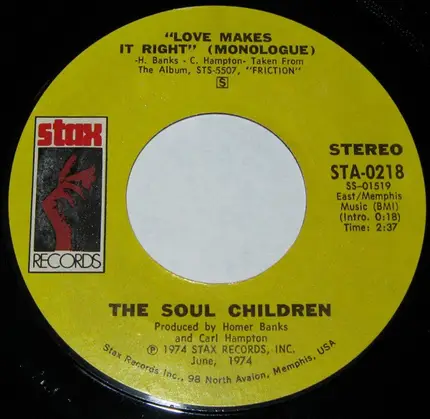 "LOVE MAKES
IT RIGHT" (MONOLOGUE)
-H. Banks - C. Hampton- Taken From
The Album, STS-5507, "FRICTION"
S
stax
RECORDS
STEREO
STA-0218
SS-01519
East/Memphis
Music (BMI)
(Intro. 0:18)
Time: 2:37
THE SOUL CHILDREN
Produced by Homer Banks
and Carl Hampton
℗ 1974 STAX RECORDS, INC.
June, 1974
Stax Records Inc., 98 North Avalon, Memphis, USA